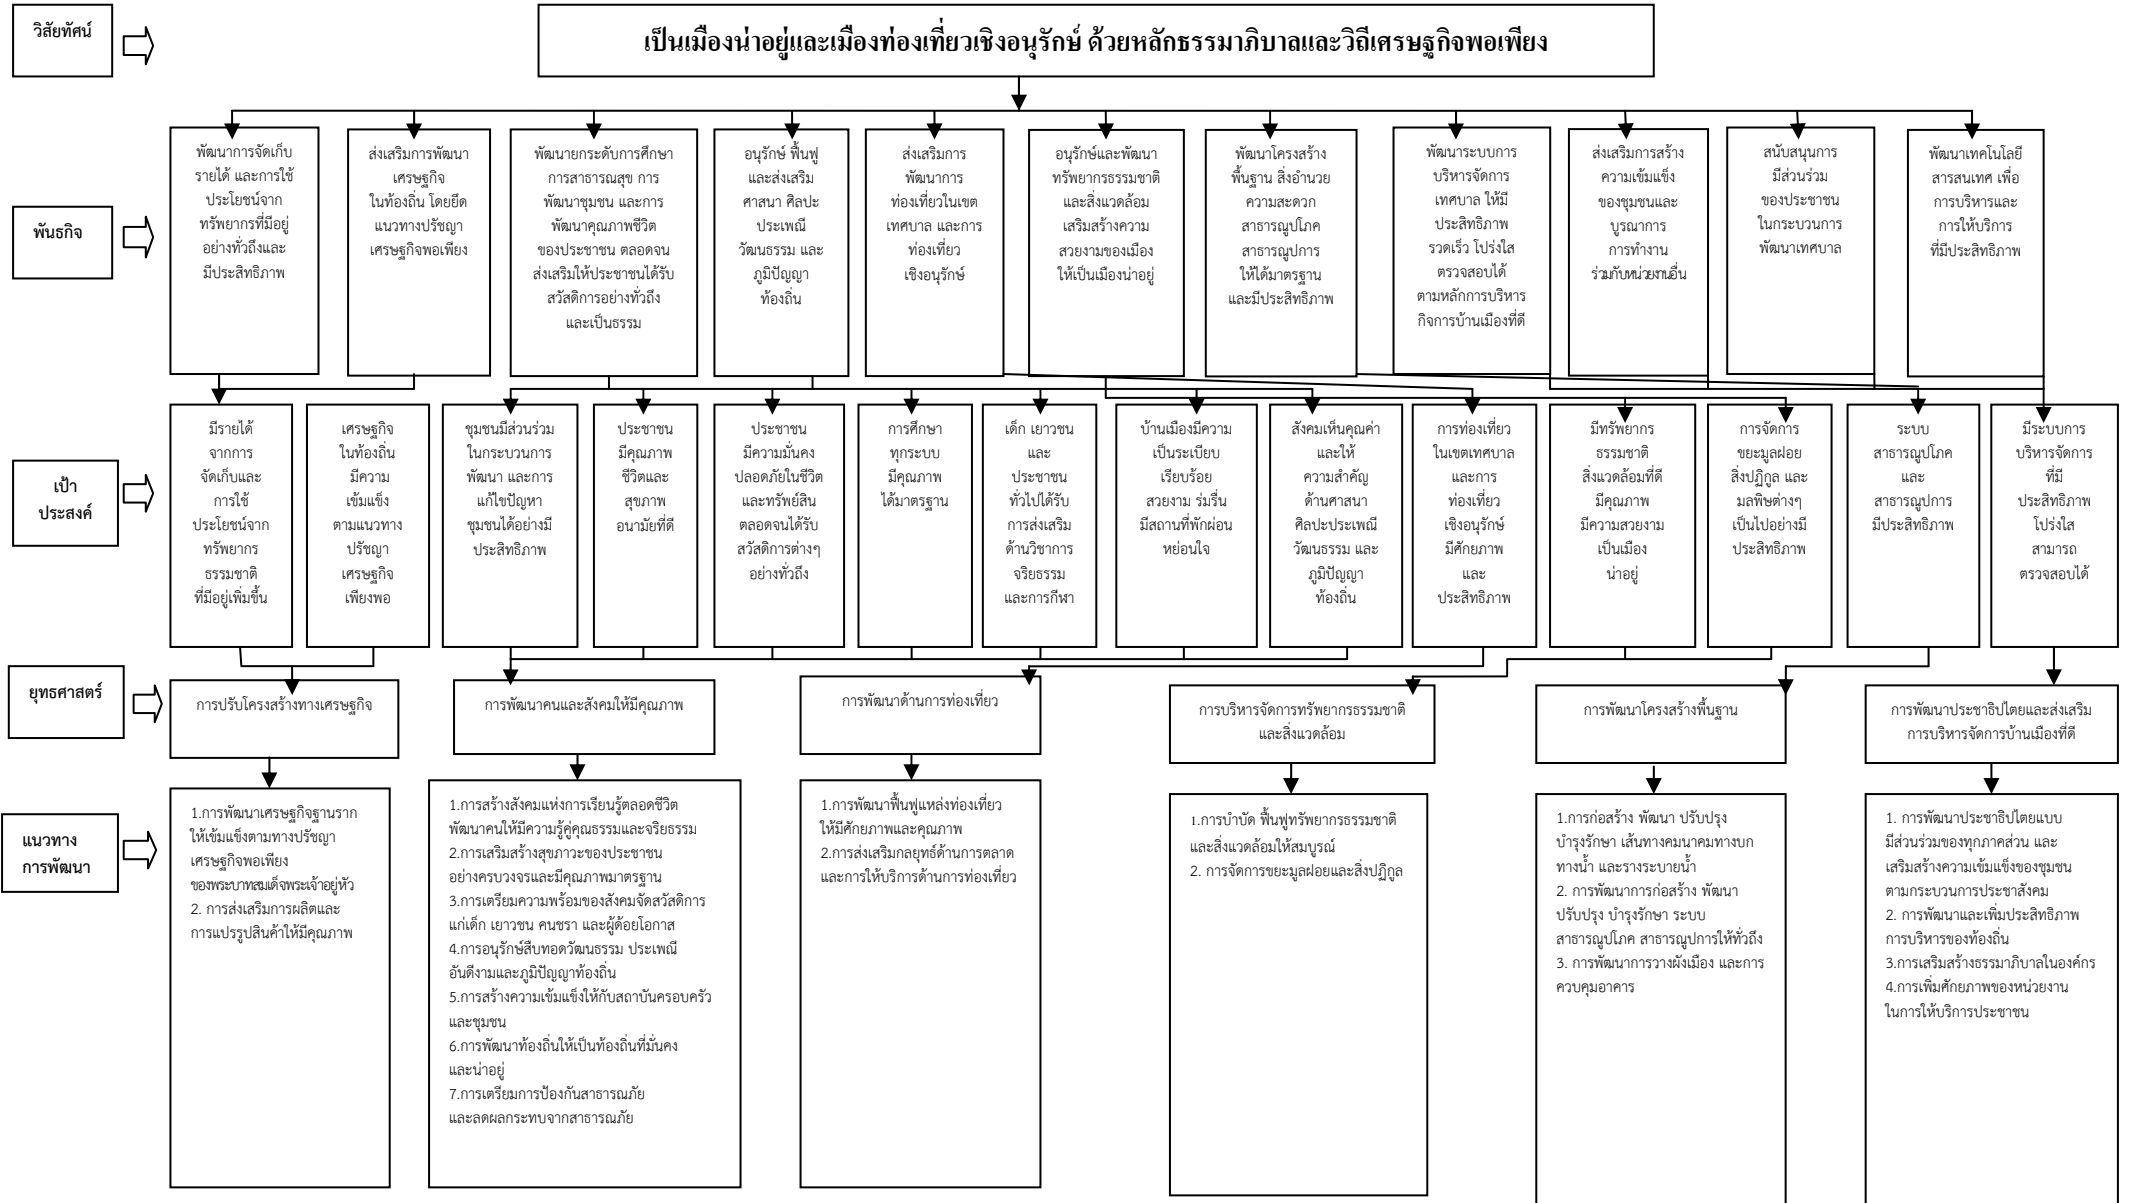 วิสัยทัศน์
เป็นเมืองน่าอยู่และเมืองท่องเที่ยวเชิงอนุรักษ์ ด้วยหลักธรรมาภิบาลและวิถีเศรษฐกิจพอเพียง
พันธกิจ
พัฒนาการจัดเก็บ
รายได้ และการใช้
ประโยชน์จาก
ทรัพยากรที่มีอยู่
อย่างทั่วถึงและ
มีประสิทธิภาพ
ส่งเสริมการพัฒนา
เศรษฐกิจ
ในท้องถิ่น โดยยึด
แนวทางปรัชญา
เศรษฐกิจพอเพียง
พัฒนายกระดับการศึกษา
การสาธารณสุข การ
พัฒนาชุมชน และการ
พัฒนาคุณภาพชีวิต
ของประชาชน ตลอดจน
ส่งเสริมให้ประชาชนได้รับ
สวัสดิการอย่างทั่วถึง
และเป็นธรรม
อนุรักษ์ ฟื้นฟู
และส่งเสริม
ศาสนา ศิลปะ
ประเพณี
วัฒนธรรม และ
ภูมิปัญญา
ท้องถิ่น
ส่งเสริมการ
พัฒนาการ
ท่องเที่ยวในเขต
เทศบาล และการ
ท่องเที่ยว
เชิงอนุรักษ์
อนุรักษ์และพัฒนา
ทรัพยากรธรรมชาติ
และสิ่งแวดล้อม
เสริมสร้างความ
สวยงามของเมือง
ให้เป็นเมืองน่าอยู่
พัฒนาโครงสร้าง
พื้นฐาน สิ่งอำนวย
ความสะดวก
สาธารณูปโภค
สาธารณูปการ
ให้ได้มาตรฐาน
และมีประสิทธิภาพ
พัฒนาระบบการ
บริหารจัดการ
เทศบาล ให้มี
ประสิทธิภาพ
รวดเร็ว โปร่งใส
ตรวจสอบได้
ตามหลักการบริหาร
กิจการบ้านเมืองที่ดี
ส่งเสริมการสร้าง
ความเข้มแข็ง
ของชุมชนและ
บูรณาการ
การทำงาน
ร่วมกับหน่วยงานอื่น
สนับสนุนการ
มีส่วนร่วม
ของประชาชน
ในกระบวนการ
พัฒนาเทศบาล
พัฒนาเทคโนโลยี
สารสนเทศ เพื่อ
การบริหารและ
การให้บริการ
ที่มีประสิทธิภาพ
เป้า
ประสงค์
มีรายได้
จากการ
จัดเก็บและ
การใช้
ประโยชน์จาก
ทรัพยากร
ธรรมชาติ
ที่มีอยู่เพิ่มขึ้น
เศรษฐกิจ
ในท้องถิ่น
มีความ
เข้มแข็ง
ตามแนวทาง
ปรัชญา
เศรษฐกิจ
เพียงพอ
ชุมชนมีส่วนร่วม
ในกระบวนการ
พัฒนา และการ
แก้ไขปัญหา
ชุมชนได้อย่างมี
ประสิทธิภาพ
ประชาชน
มีคุณภาพ
ชีวิตและ
สุขภาพ
อนามัยที่ดี
ประชาชน
มีความมั่นคง
ปลอดภัยในชีวิต
และทรัพย์สิน
ตลอดจนได้รับ
สวัสดิการต่างๆ
อย่างทั่วถึง
การศึกษา
ทุกระบบ
มีคุณภาพ
ได้มาตรฐาน
เด็ก เยาวชน
และ
ประชาชน
ทั่วไปได้รับ
การส่งเสริม
ด้านวิชาการ
จริยธรรม
และการกีฬา
บ้านเมืองมีความ
เป็นระเบียบ
เรียบร้อย
สวยงาม ร่มรื่น
มีสถานที่พักผ่อน
หย่อนใจ
สังคมเห็นคุณค่า
และให้
ความสำคัญ
ด้านศาสนา
ศิลปะประเพณี
วัฒนธรรม และ
ภูมิปัญญา
ท้องถิ่น
การท่องเที่ยว
ในเขตเทศบาล
และการ
ท่องเที่ยว
เชิงอนุรักษ์
มีศักยภาพ
และ
ประสิทธิภาพ
มีทรัพยากร
ธรรมชาติ
สิ่งแวดล้อมที่ดี
มีคุณภาพ
มีความสวยงาม
เป็นเมือง
น่าอยู่
การจัดการ
ขยะมูลฝอย
สิ่งปฏิกูล และ
มลพิษต่างๆ
เป็นไปอย่างมี
ประสิทธิภาพ
ระบบ
สาธารณูปโภค
และ
สาธารณูปการ
มีประสิทธิภาพ
มีระบบการ
บริหารจัดการ
ที่มี
ประสิทธิภาพ
โปร่งใส
สามารถ
ตรวจสอบได้
ยุทธศาสตร์
การปรับโครงสร้างทางเศรษฐกิจ
การพัฒนาคนและสังคมให้มีคุณภาพ
การพัฒนาด้านการท่องเที่ยว
การบริหารจัดการทรัพยากรธรรมชาติ
และสิ่งแวดล้อม
การพัฒนาโครงสร้างพื้นฐาน
การพัฒนาประชาธิปไตยและส่งเสริม
การบริหารจัดการบ้านเมืองที่ดี
แนวทาง
การพัฒนา
1.การพัฒนาเศรษฐกิจฐานราก
ให้เข้มแข็งตามทางปรัชญา
เศรษฐกิจพอเพียง
ของพระบาทสมเด็จพระเจ้าอยู่หัว
2. การส่งเสริมการผลิตและ
การแปรรูปสินค้าให้มีคุณภาพ
1.การสร้างสังคมแห่งการเรียนรู้ตลอดชีวิต
พัฒนาคนให้มีความรู้คู่คุณธรรมและจริยธรรม
2.การเสริมสร้างสุขภาวะของประชาชน
อย่างครบวงจรและมีคุณภาพมาตรฐาน
3.การเตรียมความพร้อมของสังคมจัดสวัสดิการ
แก่เด็ก เยาวชน คนชรา และผู้ด้อยโอกาส
4.การอนุรักษ์สืบทอดวัฒนธรรม ประเพณี
อันดีงามและภูมิปัญญาท้องถิ่น
5.การสร้างความเข้มแข็งให้กับสถาบันครอบครัว
และชุมชน
6.การพัฒนาท้องถิ่นให้เป็นท้องถิ่นที่มั่นคง
และน่าอยู่
7.การเตรียมการป้องกันสาธารณภัย
และลดผลกระทบจากสาธารณภัย
1.การพัฒนาฟื้นฟูแหล่งท่องเที่ยว
ให้มีศักยภาพและคุณภาพ
2.การส่งเสริมกลยุทธ์ด้านการตลาด
และการให้บริการด้านการท่องเที่ยว
1.การบำบัด ฟื้นฟูทรัพยากรธรรมชาติ
และสิ่งแวดล้อมให้สมบูรณ์
2. การจัดการขยะมูลฝอยและสิ่งปฏิกูล
1.การก่อสร้าง พัฒนา ปรับปรุง
บำรุงรักษา เส้นทางคมนาคมทางบก
ทางน้ำ และรางระบายน้ำ
2. การพัฒนาการก่อสร้าง พัฒนา
ปรับปรุง บำรุงรักษา ระบบ
สาธารณูปโภค สาธารณูปการให้ทั่วถึง
3. การพัฒนาการวางผังเมือง และการ
ควบคุมอาคาร
1. การพัฒนาประชาธิปไตยแบบ
มีส่วนร่วมของทุกภาคส่วน และ
เสริมสร้างความเข้มแข็งของชุมชน
ตามกระบวนการประชาสังคม
2. การพัฒนาและเพิ่มประสิทธิภาพ
การบริหารของท้องถิ่น
3.การเสริมสร้างธรรมาภิบาลในองค์กร
4.การเพิ่มศักยภาพของหน่วยงาน
ในการให้บริการประชาชน